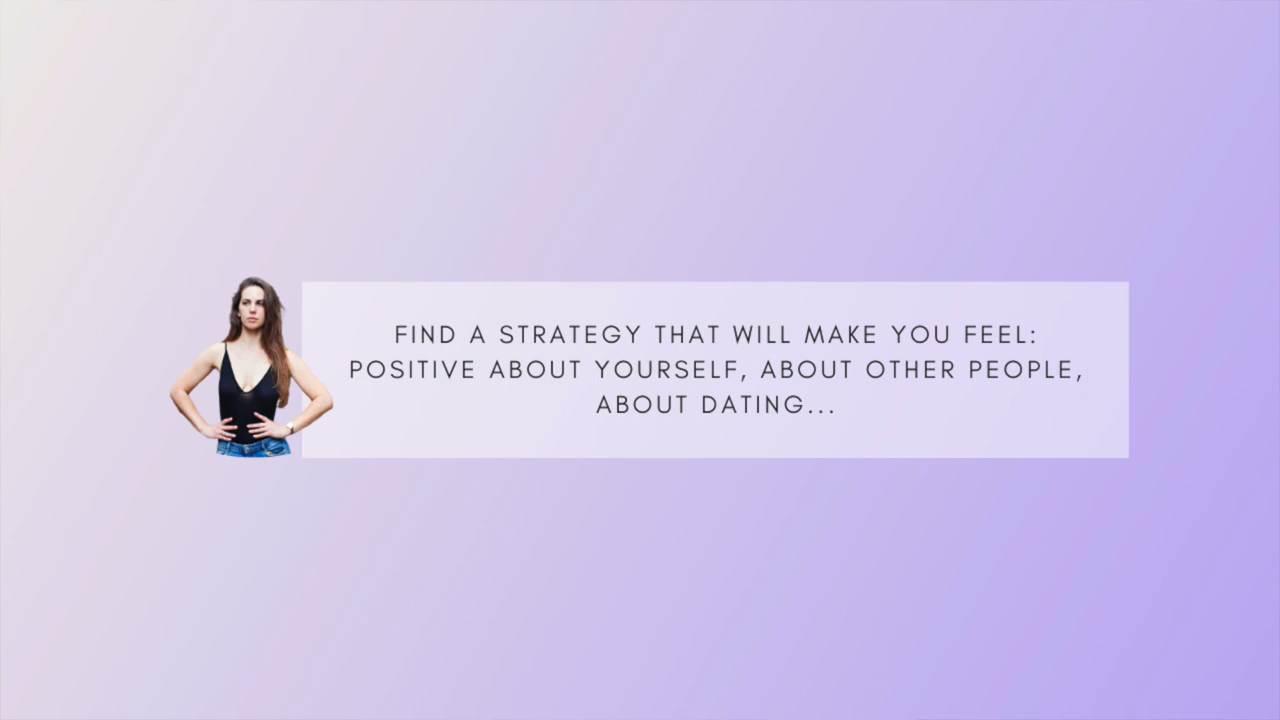 FIND A STRATEGY THAT WILL MAKE YOU FEEL:
POSITIVE ABOUT YOURSELF, ABOUT OTHER PEOPLE,
ABOUT DATING...